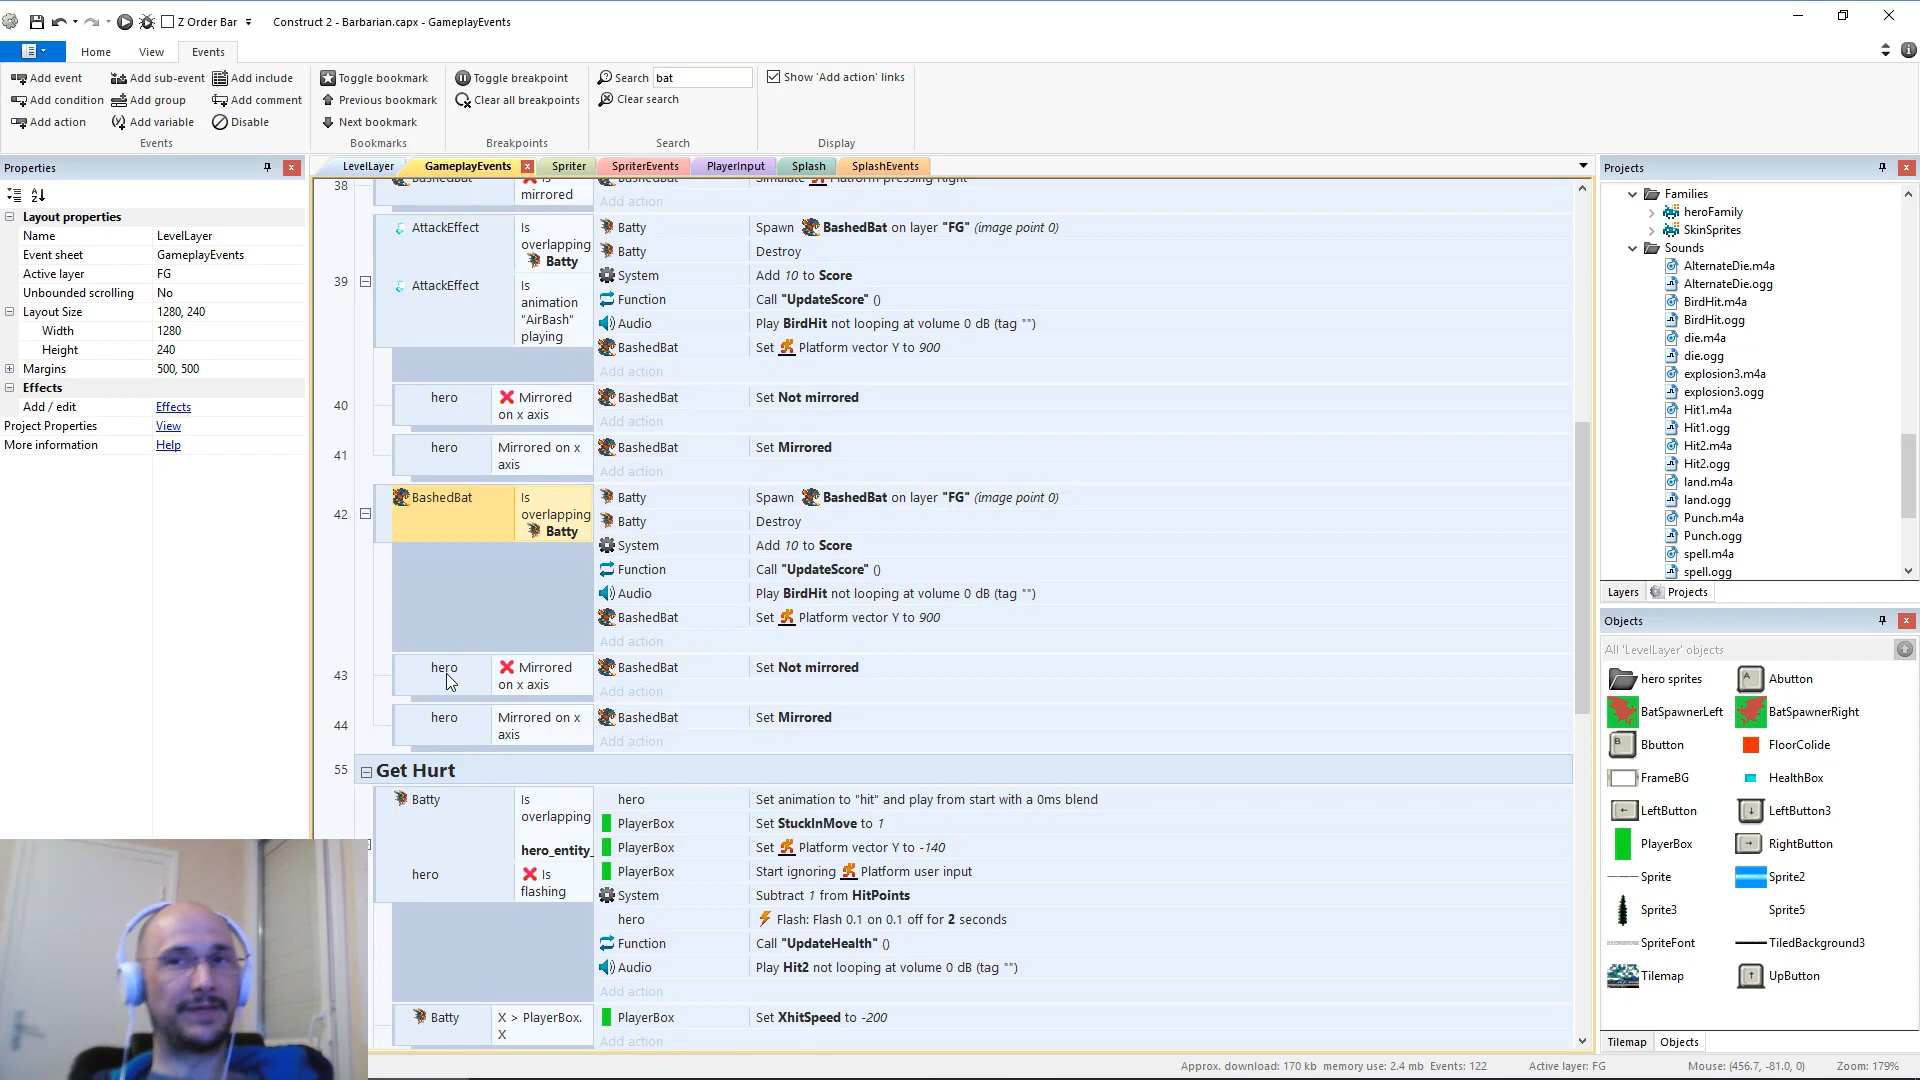 Z Order Bar
Construct 2 - Barbarian.capx - GameplayEvents
Home View Events
Add event Add sub-event Add include
Add condition Add group Add comment
Add action Add variable Disable
Events
Toggle bookmark
Previous bookmark
Next bookmark
Bookmarks
Toggle breakpoint
Clear all breakpoints
Breakpoints
Search bat
Clear search
Search
Show 'Add action' links
Display
Properties
Layout properties
Name LevelLayer
Event sheet GameplayEvents
Active layer FG
Unbounded scrolling No
Layout Size 1280, 240
Width 1280
Height 240
Margins 500, 500
Effects
Add / edit Effects
Project Properties View
More information Help
LevelLayer GameplayEvents Spriter SpriterEvents PlayerInput Splash SplashEvents
38 BashedBat Is mirrored BashedBat Simulate Platform pressing Right
Add action
39
AttackEffect Is overlapping Batty
AttackEffect Is animation "AirBash" playing
Batty Spawn BashedBat on layer "FG" (image point 0)
Batty Destroy
System Add 10 to Score
Function Call "UpdateScore" ()
Audio Play BirdHit not looping at volume 0 dB (tag "")
BashedBat Set Platform vector Y to 900
Add action
40 hero Mirrored on x axis BashedBat Set Not mirrored
Add action
41 hero Mirrored on x axis BashedBat Set Mirrored
Add action
42 BashedBat Is overlapping Batty
Batty Spawn BashedBat on layer "FG" (image point 0)
Batty Destroy
System Add 10 to Score
Function Call "UpdateScore" ()
Audio Play BirdHit not looping at volume 0 dB (tag "")
BashedBat Set Platform vector Y to 900
Add action
43 hero Mirrored on x axis BashedBat Set Not mirrored
Add action
44 hero Mirrored on x axis BashedBat Set Mirrored
Add action
55 Get Hurt
Batty Is overlapping hero_entity_
hero Is flashing
hero Set animation to "hit" and play from start with a 0ms blend
PlayerBox Set StuckInMove to 1
PlayerBox Set Platform vector Y to -140
PlayerBox Start ignoring Platform user input
System Subtract 1 from HitPoints
hero Flash: Flash 0.1 on 0.1 off for 2 seconds
Function Call "UpdateHealth" ()
Audio Play Hit2 not looping at volume 0 dB (tag "")
Add action
Batty X > PlayerBox. X PlayerBox Set XhitSpeed to -200
Add action
Projects
Families
heroFamily
SkinSprites
Sounds
AlternateDie.m4a
AlternateDie.ogg
BirdHit.m4a
BirdHit.ogg
die.m4a
die.ogg
explosion3.m4a
explosion3.ogg
Hit1.m4a
Hit1.ogg
Hit2.m4a
Hit2.ogg
land.m4a
land.ogg
Punch.m4a
Punch.ogg
spell.m4a
spell.ogg
Layers Projects
Objects
All 'LevelLayer' objects
hero sprites A Abutton
BatSpawnerLeft BatSpawnerRight
B Bbutton FloorColide
FrameBG HealthBox
LeftButton LeftButton3
PlayerBox RightButton
Sprite Sprite2
Sprite3 Sprite5
SpriteFont TiledBackground3
Tilemap UpButton
Tilemap Objects
Approx. download: 170 kb memory use: 2.4 mb Events: 122 Active layer: FG Mouse: (456.7, -81.0, 0) Zoom: 179%